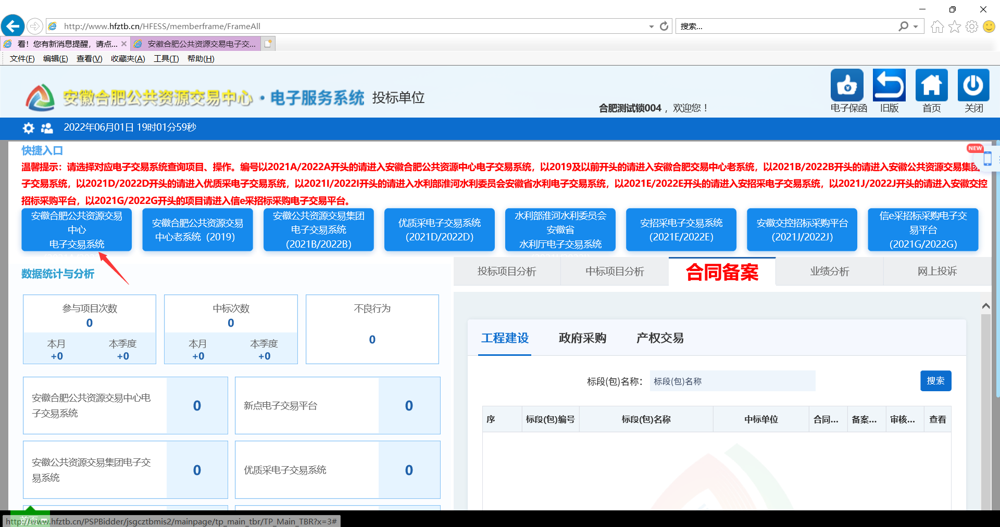 http://www.hfztb.cn/HFESS/memberframe/FrameAll
搜索...
看！您有新消息提醒，请点...
安徽合肥公共资源交易电子交...
文件(F) 编辑(E) 查看(V) 收藏夹(A) 工具(T) 帮助(H)
安徽合肥公共资源交易中心·电子服务系统 投标单位
合肥测试锁004， 欢迎您！
电子保函 旧版 首页 关闭
2022年06月01日 19时01分59秒
快捷入口
NEW
温馨提示：请选择对应电子交易系统查询项目、操作。编号以2021A/2022A开头的请进入安徽合肥公共资源中心电子交易系统，以2019及以前开头的请进入安徽合肥交易中心老系统，以2021B/2022B开头的请进入安徽公共资源交易集团
子交易系统，以2021D/2022D开头的请进入优质采电子交易系统，以2021I/2022I开头的请进入水利部淮河水利委员会安徽省水利电子交易系统，以2021E/2022E开头的请进入安招采电子交易系统，以2021J/2022J开头的请进入安徽交控
招标采购平台，以2021G/2022G开头的项目请进入信e采招标采购电子交易平台。
安徽合肥公共资源交易
中心
电子交易系统
安徽合肥公共资源交易
中心老系统（2019）
安徽公共资源交易集团
电子交易系统
（2021B/2022B）
优质采电子交易系统
（2021D/2022D）
水利部淮河水利委员会
安徽省
水利厅电子交易系统
安招采电子交易系统
（2021E/2022E）
安徽交控招标采购平台
（2021J/2022J）
信e采招标采购电子交
易平台
（2021G/2022G）
数据统计与分析
参与项目次数
0
本月 本季度
+0 +0
中标次数
0
本月 本季度
+0 +0
不良行为
0
安徽合肥公共资源交易中心电
子交易系统
0
新点电子交易平台
0
安徽公共资源交易集团电子交
易系统
0
优质采电子交易系统
0
投标项目分析 中标项目分析 合同备案 业绩分析 网上投诉
工程建设 政府采购 产权交易
标段(包)名称： 标段(包)名称 搜索
序 标段(包)编号 标段(包)名称 中标单位 合同... 备案... 审核... 查看
首页
http://www.hfztb.cn/PSPBidder/jsgcztbmis2/mainpage/tp_main_tbr/TP_Main_TBR?x=3#